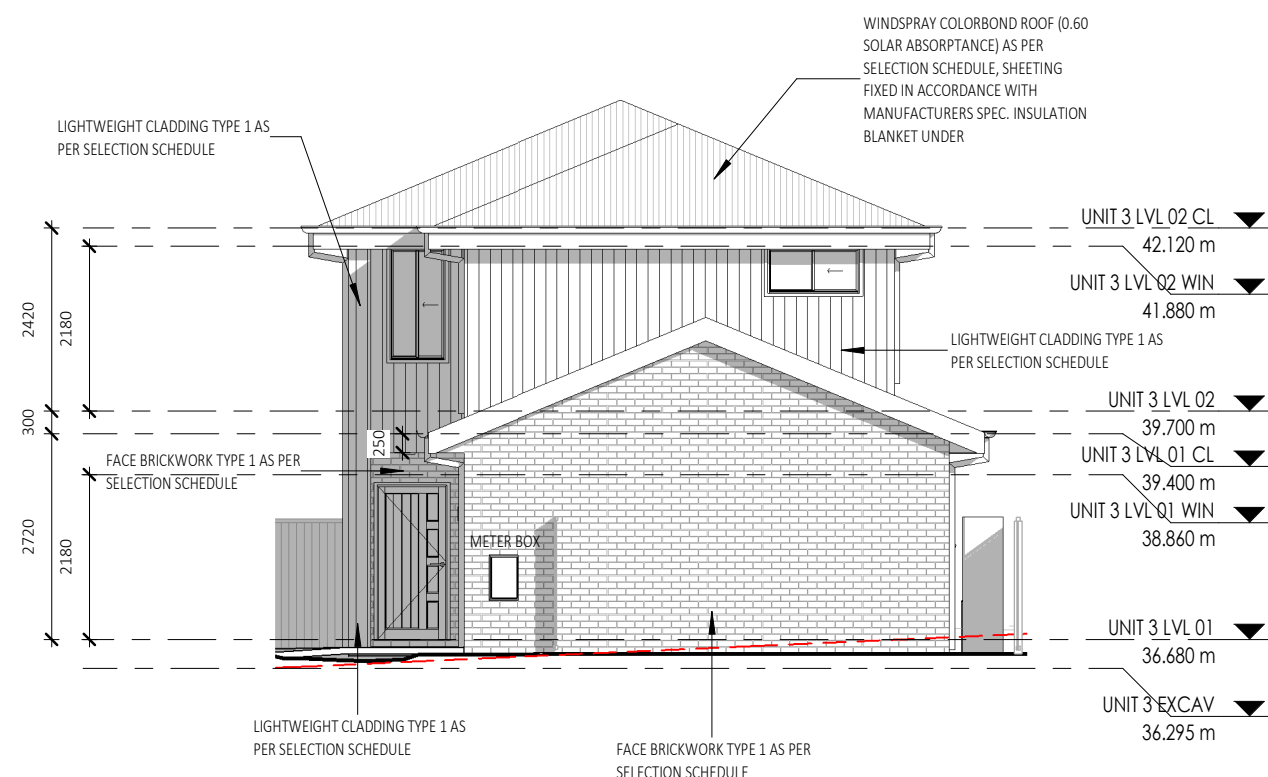 WINDSPRAY COLORBOND ROOF (0.60
SOLAR ABSORPTANCE) AS PER
SELECTION SCHEDULE, SHEETING
FIXED IN ACCORDANCE WITH
MANUFACTURERS SPEC. INSULATION
BLANKET UNDER
LIGHTWEIGHT CLADDING TYPE 1 AS
PER SELECTION SCHEDULE
UNIT 3 LVL 02 CL
42.120 m
UNIT 3 LVL 02 WIN
41.880 m
2420
2180
LIGHTWEIGHT CLADDING TYPE 1 AS
PER SELECTION SCHEDULE
UNIT 3 LVL 02
39.700 m
300
250
UNIT 3 LVL 01 CL
39.400 m
FACE BRICKWORK TYPE 1 AS PER
SELECTION SCHEDULE
UNIT 3 LVL 01 WIN
38.860 m
2720
2180
METER BOX
UNIT 3 LVL 01
36.680 m
UNIT 3 EXCAV
36.295 m
LIGHTWEIGHT CLADDING TYPE 1 AS
PER SELECTION SCHEDULE
FACE BRICKWORK TYPE 1 AS PER
SELECTION SCHEDULE